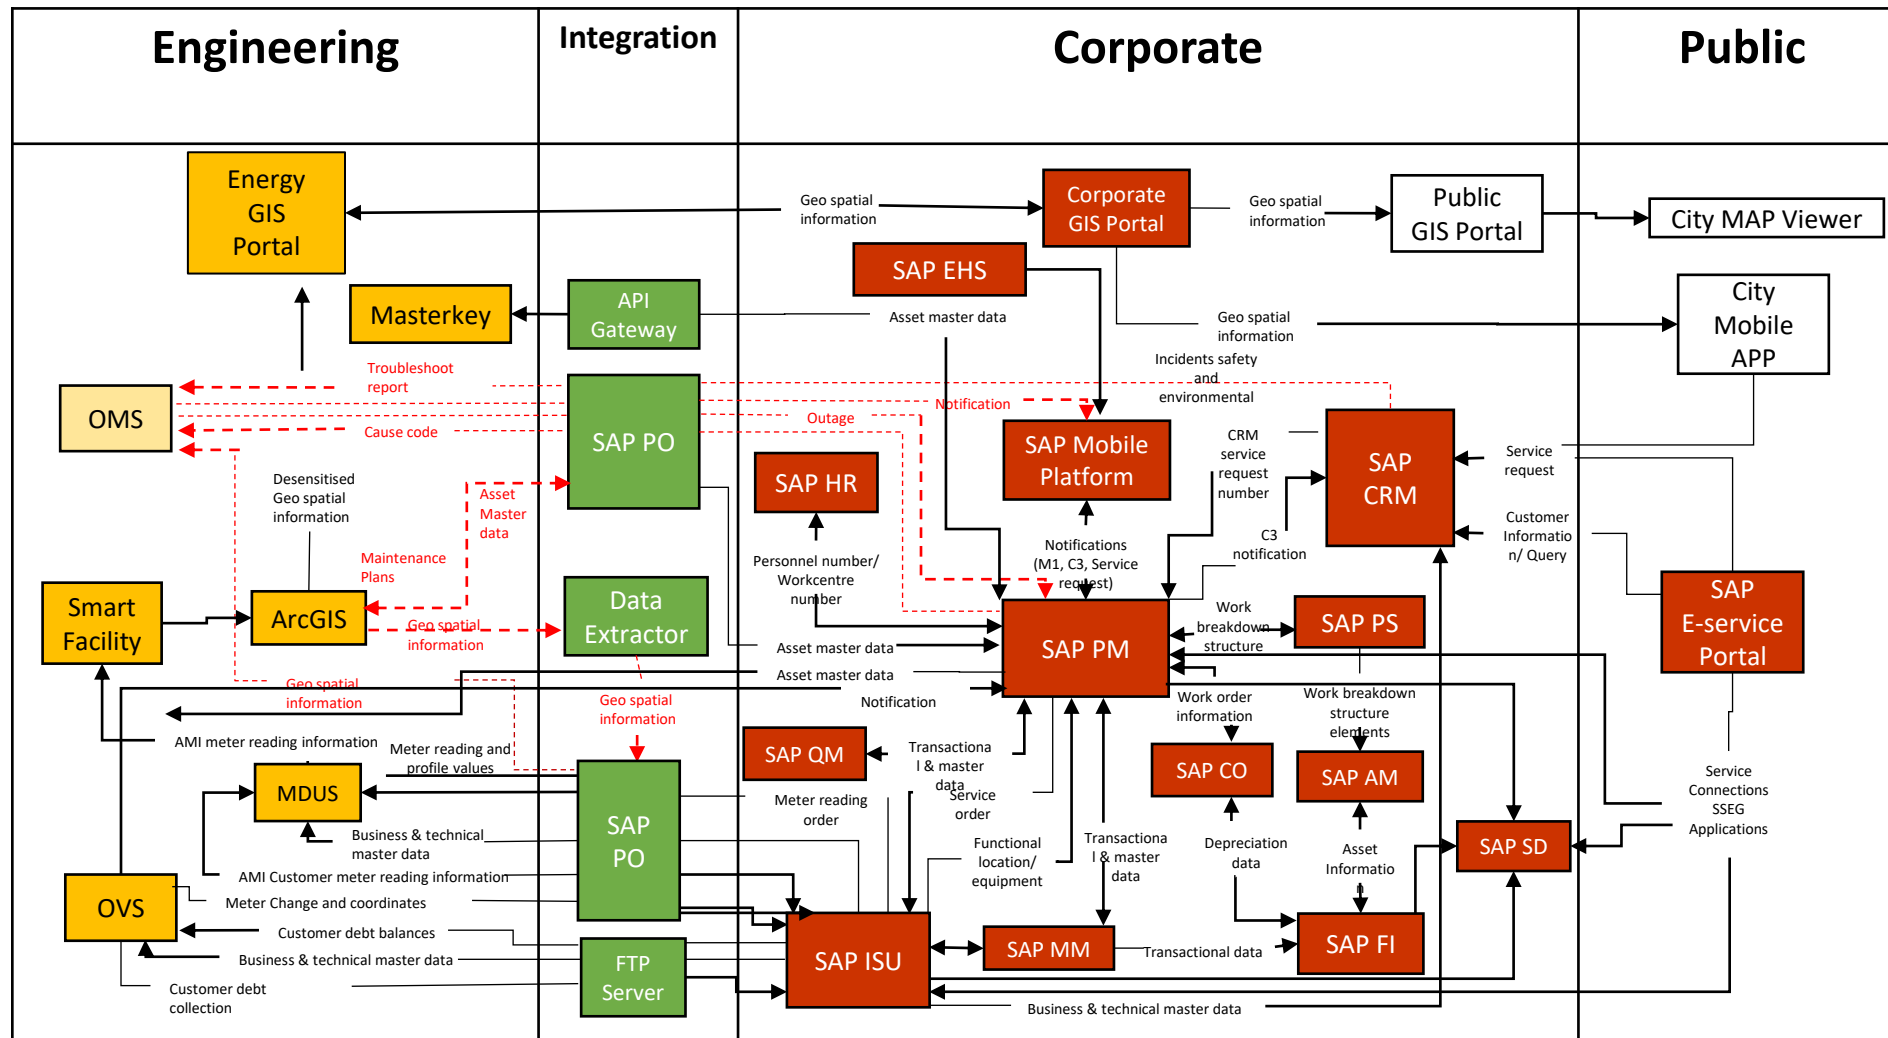 Engineering
Integration
Corporate
Public
Energy
GIS
Portal
Geo spatial
information
Corporate
GIS Portal
Geo spatial
information
Public
GIS Portal
City MAP Viewer
SAP EHS
Masterkey
API
Gateway
Asset master data
Geo spatial
information
City
Mobile
APP
Troubleshoot
report
Incidents safety
and
environmental
OMS
Cause code
SAP PO
Outage
Notification
SAP Mobile
Platform
CRM
service
request
number
SAP
CRM
Service
request
Desensitised
Geo spatial
information
Asset
Master
data
SAP HR
Customer
Informatio
n/ Query
C3
notification
Maintenance
Plans
Personnel number/
Workcentre
number
Notifications
(M1, C3, Service
request)
Smart
Facility
ArcGIS
Geo spatial
information
Data
Extractor
Asset master data
SAP PM
Work
breakdown
structure
SAP PS
SAP
E-service
Portal
Asset master data
Geo spatial
information
Geo spatial
information
Notification
Work order
information
Work breakdown
structure
elements
AMI meter reading information
Meter reading and
profile values
SAP QM
Transactiona
l & master
data
SAP CO
SAP AM
MDUS
SAP
PO
Meter reading
order
Service
order
Service
Connections
SSEG
Applications
Business & technical
master data
Functional
location/
equipment
Transactiona
l & master
data
Depreciation
data
Asset
Informatio
n
SAP SD
AMI Customer meter reading information
OVS
Meter Change and coordinates
Customer debt balances
Business & technical master data
FTP
Server
SAP ISU
SAP MM
Transactional data
SAP FI
Customer debt
collection
Business & technical master data